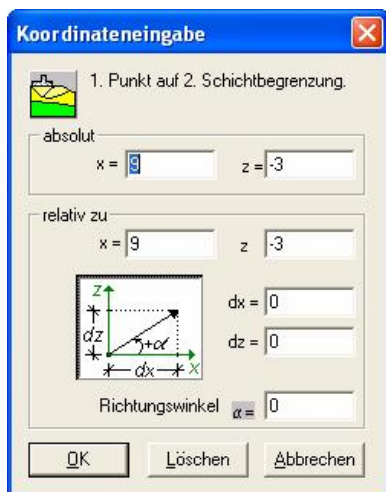 Koordinateneingabe
1. Punkt auf 2. Schichtbegrenzung.
absolut
x = 9 z = -3
relativ zu
x = 9 z -3
z
dz
+α
x
dx
dx = 0
dz = 0
Richtungswinkel α = 0
OK Löschen Abbrechen